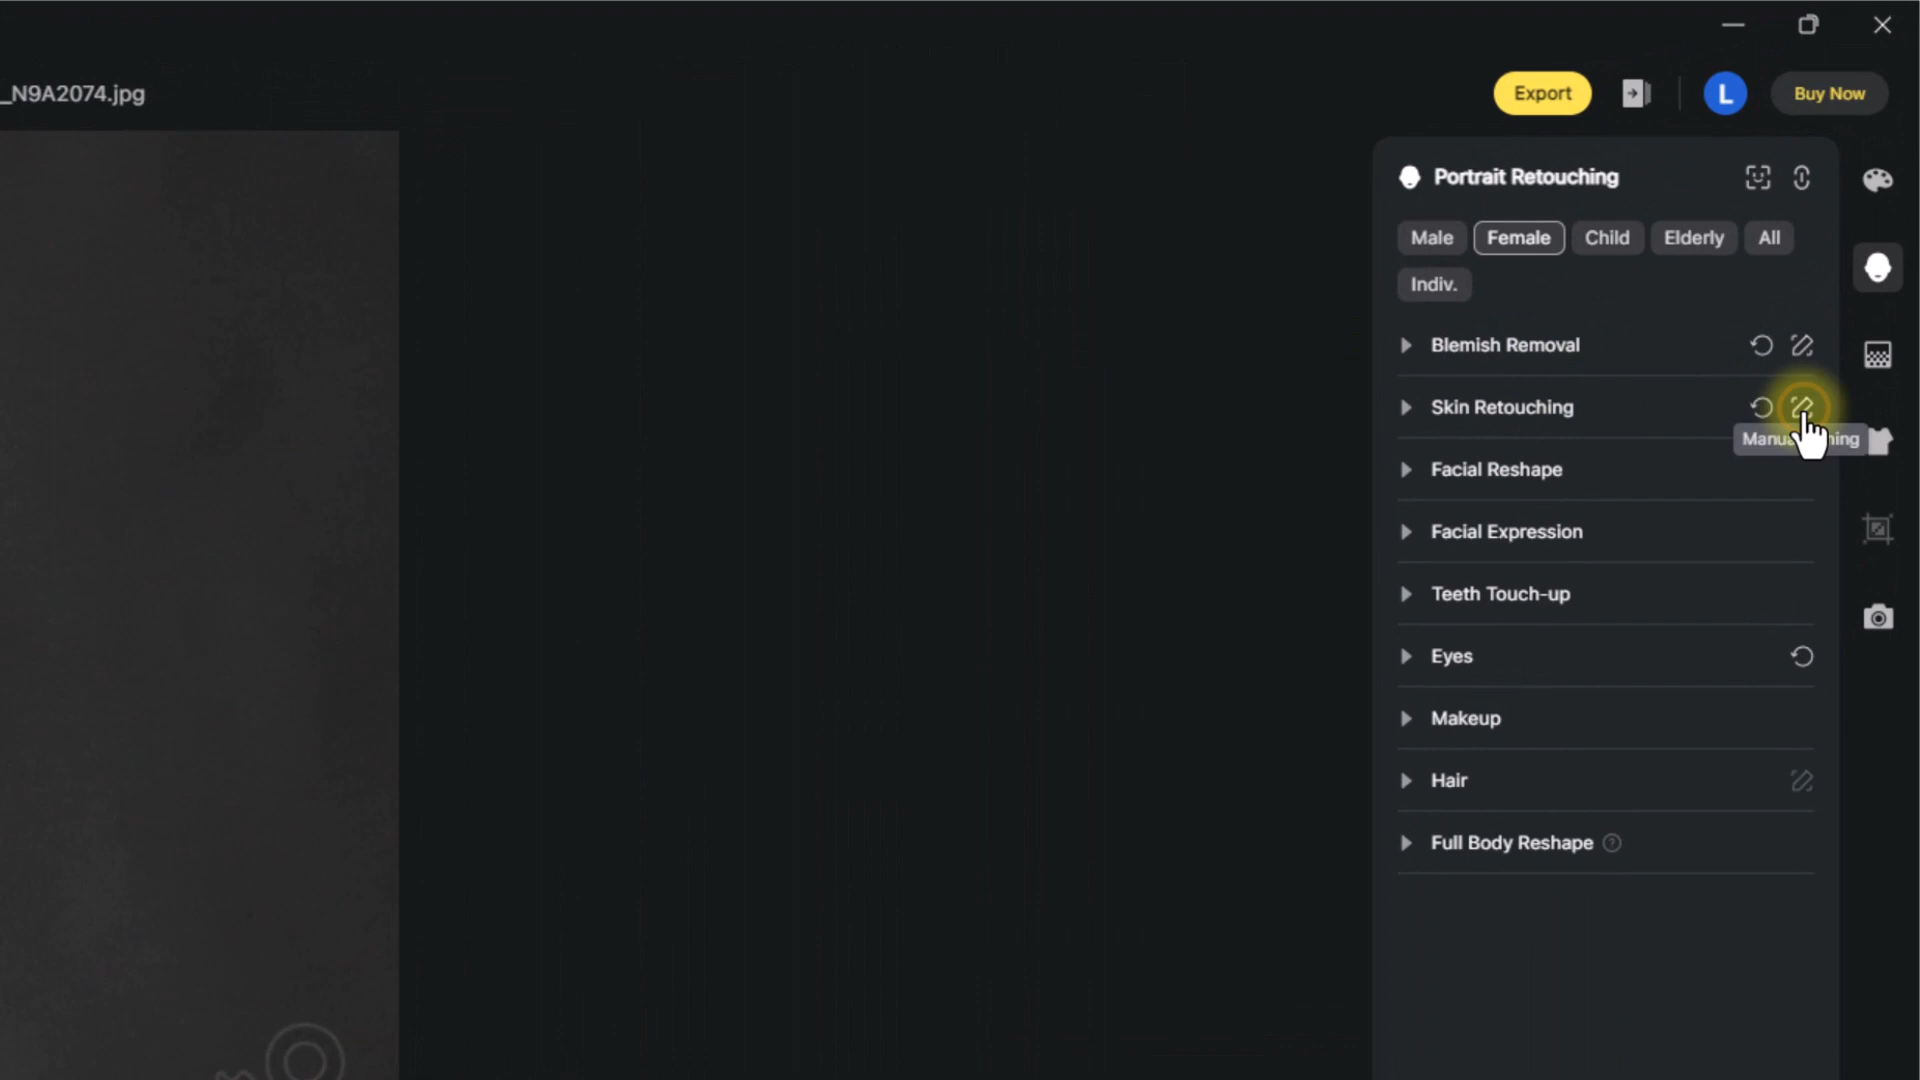 _N9A2074.jpg
Export
L
Buy Now
Portrait Retouching
Male
Female
Child
Elderly
All
Indiv.
Blemish Removal
Skin Retouching
Facial Reshape
Facial Expression
Teeth Touch-up
Eyes
Makeup
Hair
Full Body Reshape ?